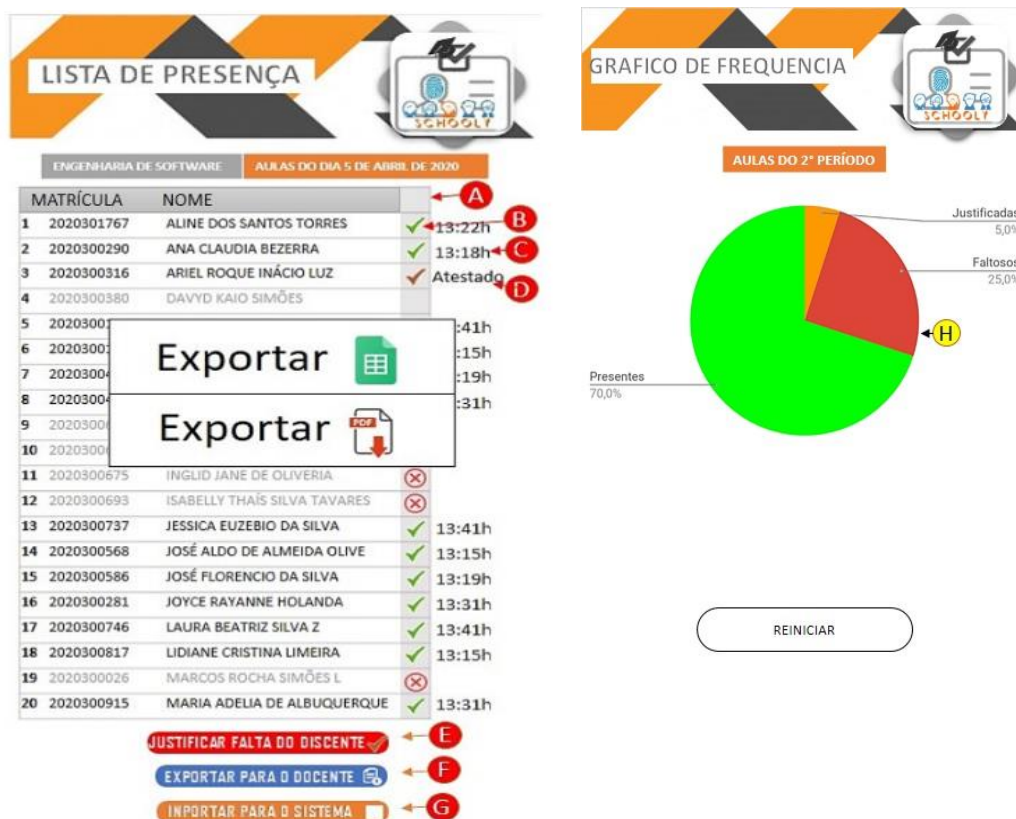 LISTA DE PRESENÇA
SCHOOLY
ENGENHARIA DE SOFTWARE AULAS DO DIA 5 DE ABRIL DE 2020
MATRÍCULA NOME
A
1 2020301767 ALINE DOS SANTOS TORRES 13:22h B
2 2020300290 ANA CLAUDIA BEZERRA 13:18h C
3 2020300316 ARIEL ROQUE INÁCIO LUZ Atestado D
4 2020300380 DAVYD KAIO SIMÕES
5 :41h
6 :15h
7 :19h
8 :31h
9
10
Exportar
Exportar PDF
11 2020300675 INGLID JANE DE OLIVERIA
12 2020300693 ISABELLY THAÍS SILVA TAVARES
13 2020300737 JESSICA EUZEBIO DA SILVA 13:41h
14 2020300568 JOSÉ ALDO DE ALMEIDA OLIVE 13:15h
15 2020300586 JOSÉ FLORENCIO DA SILVA 13:19h
16 2020300281 JOYCE RAYANNE HOLANDA 13:31h
17 2020300746 LAURA BEATRIZ SILVA Z 13:41h
18 2020300817 LIDIANE CRISTINA LIMEIRA 13:15h
19 2020300026 MARCOS ROCHA SIMÕES L
20 2020300915 MARIA ADELIA DE ALBUQUERQUE 13:31h
JUSTIFICAR FALTA DO DISCENTE E
EXPORTAR PARA O DOCENTE F
INPORTAR PARA O SISTEMA G
GRAFICO DE FREQUENCIA
SCHOOLY
AULAS DO 2° PERÍODO
Justificadas
5,0%
Faltosos
25,0%
H
Presentes
70,0%
REINICIAR